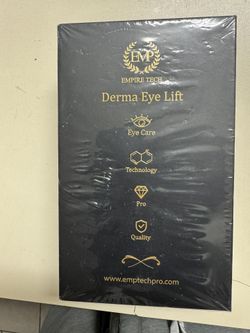 EMP
EMPIRE TECH
Derma Eye Lift
Eye Care
Technology
Pro
Quality
www.emptechpro.com